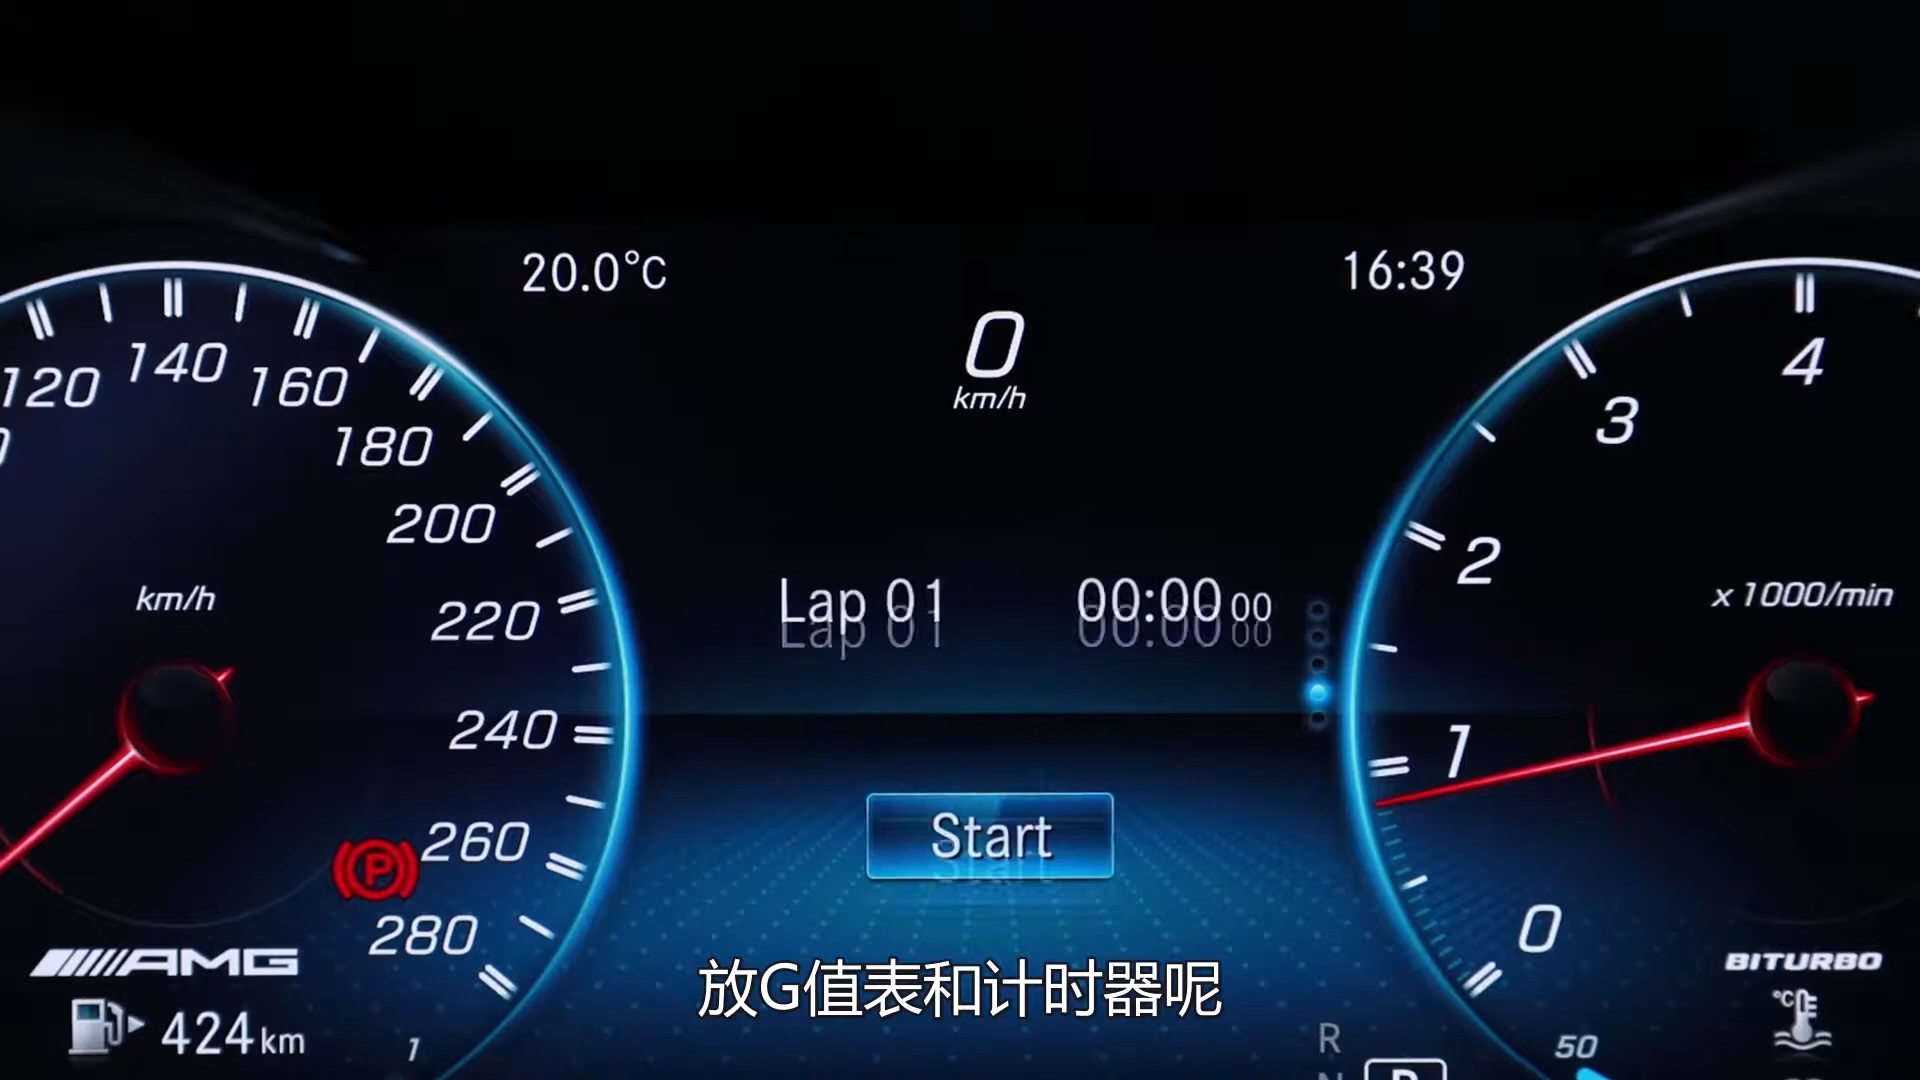 20.0°C
16:39
0
km/h
120
140
160
180
200
220
240
260
280
km/h
4
3
2
1
0
x 1000/min
Lap 01
00:00 00
Start
P
AMG
424 km
1
BITURBO
°C
50
R
放G值表和计时器呢